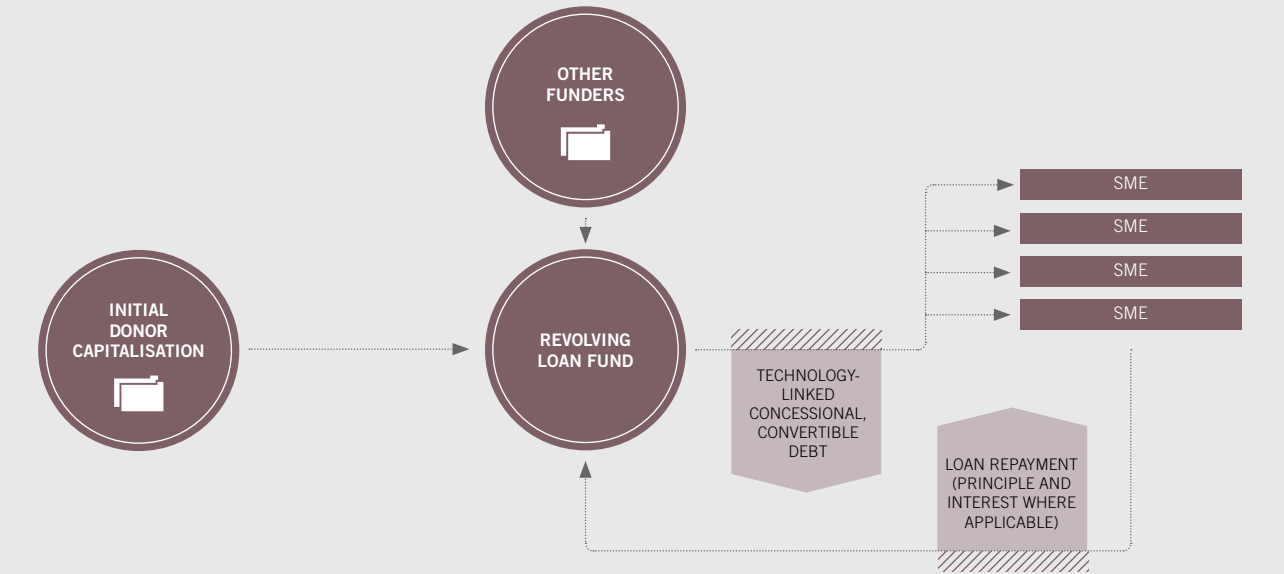 OTHER
FUNDERS
INITIAL
DONOR
CAPITALISATION
REVOLVING
LOAN FUND
TECHNOLOGY-
LINKED
CONCESSIONAL,
CONVERTIBLE
DEBT
SME
SME
SME
SME
LOAN REPAYMENT
(PRINCIPLE AND
INTEREST WHERE
APPLICABLE)